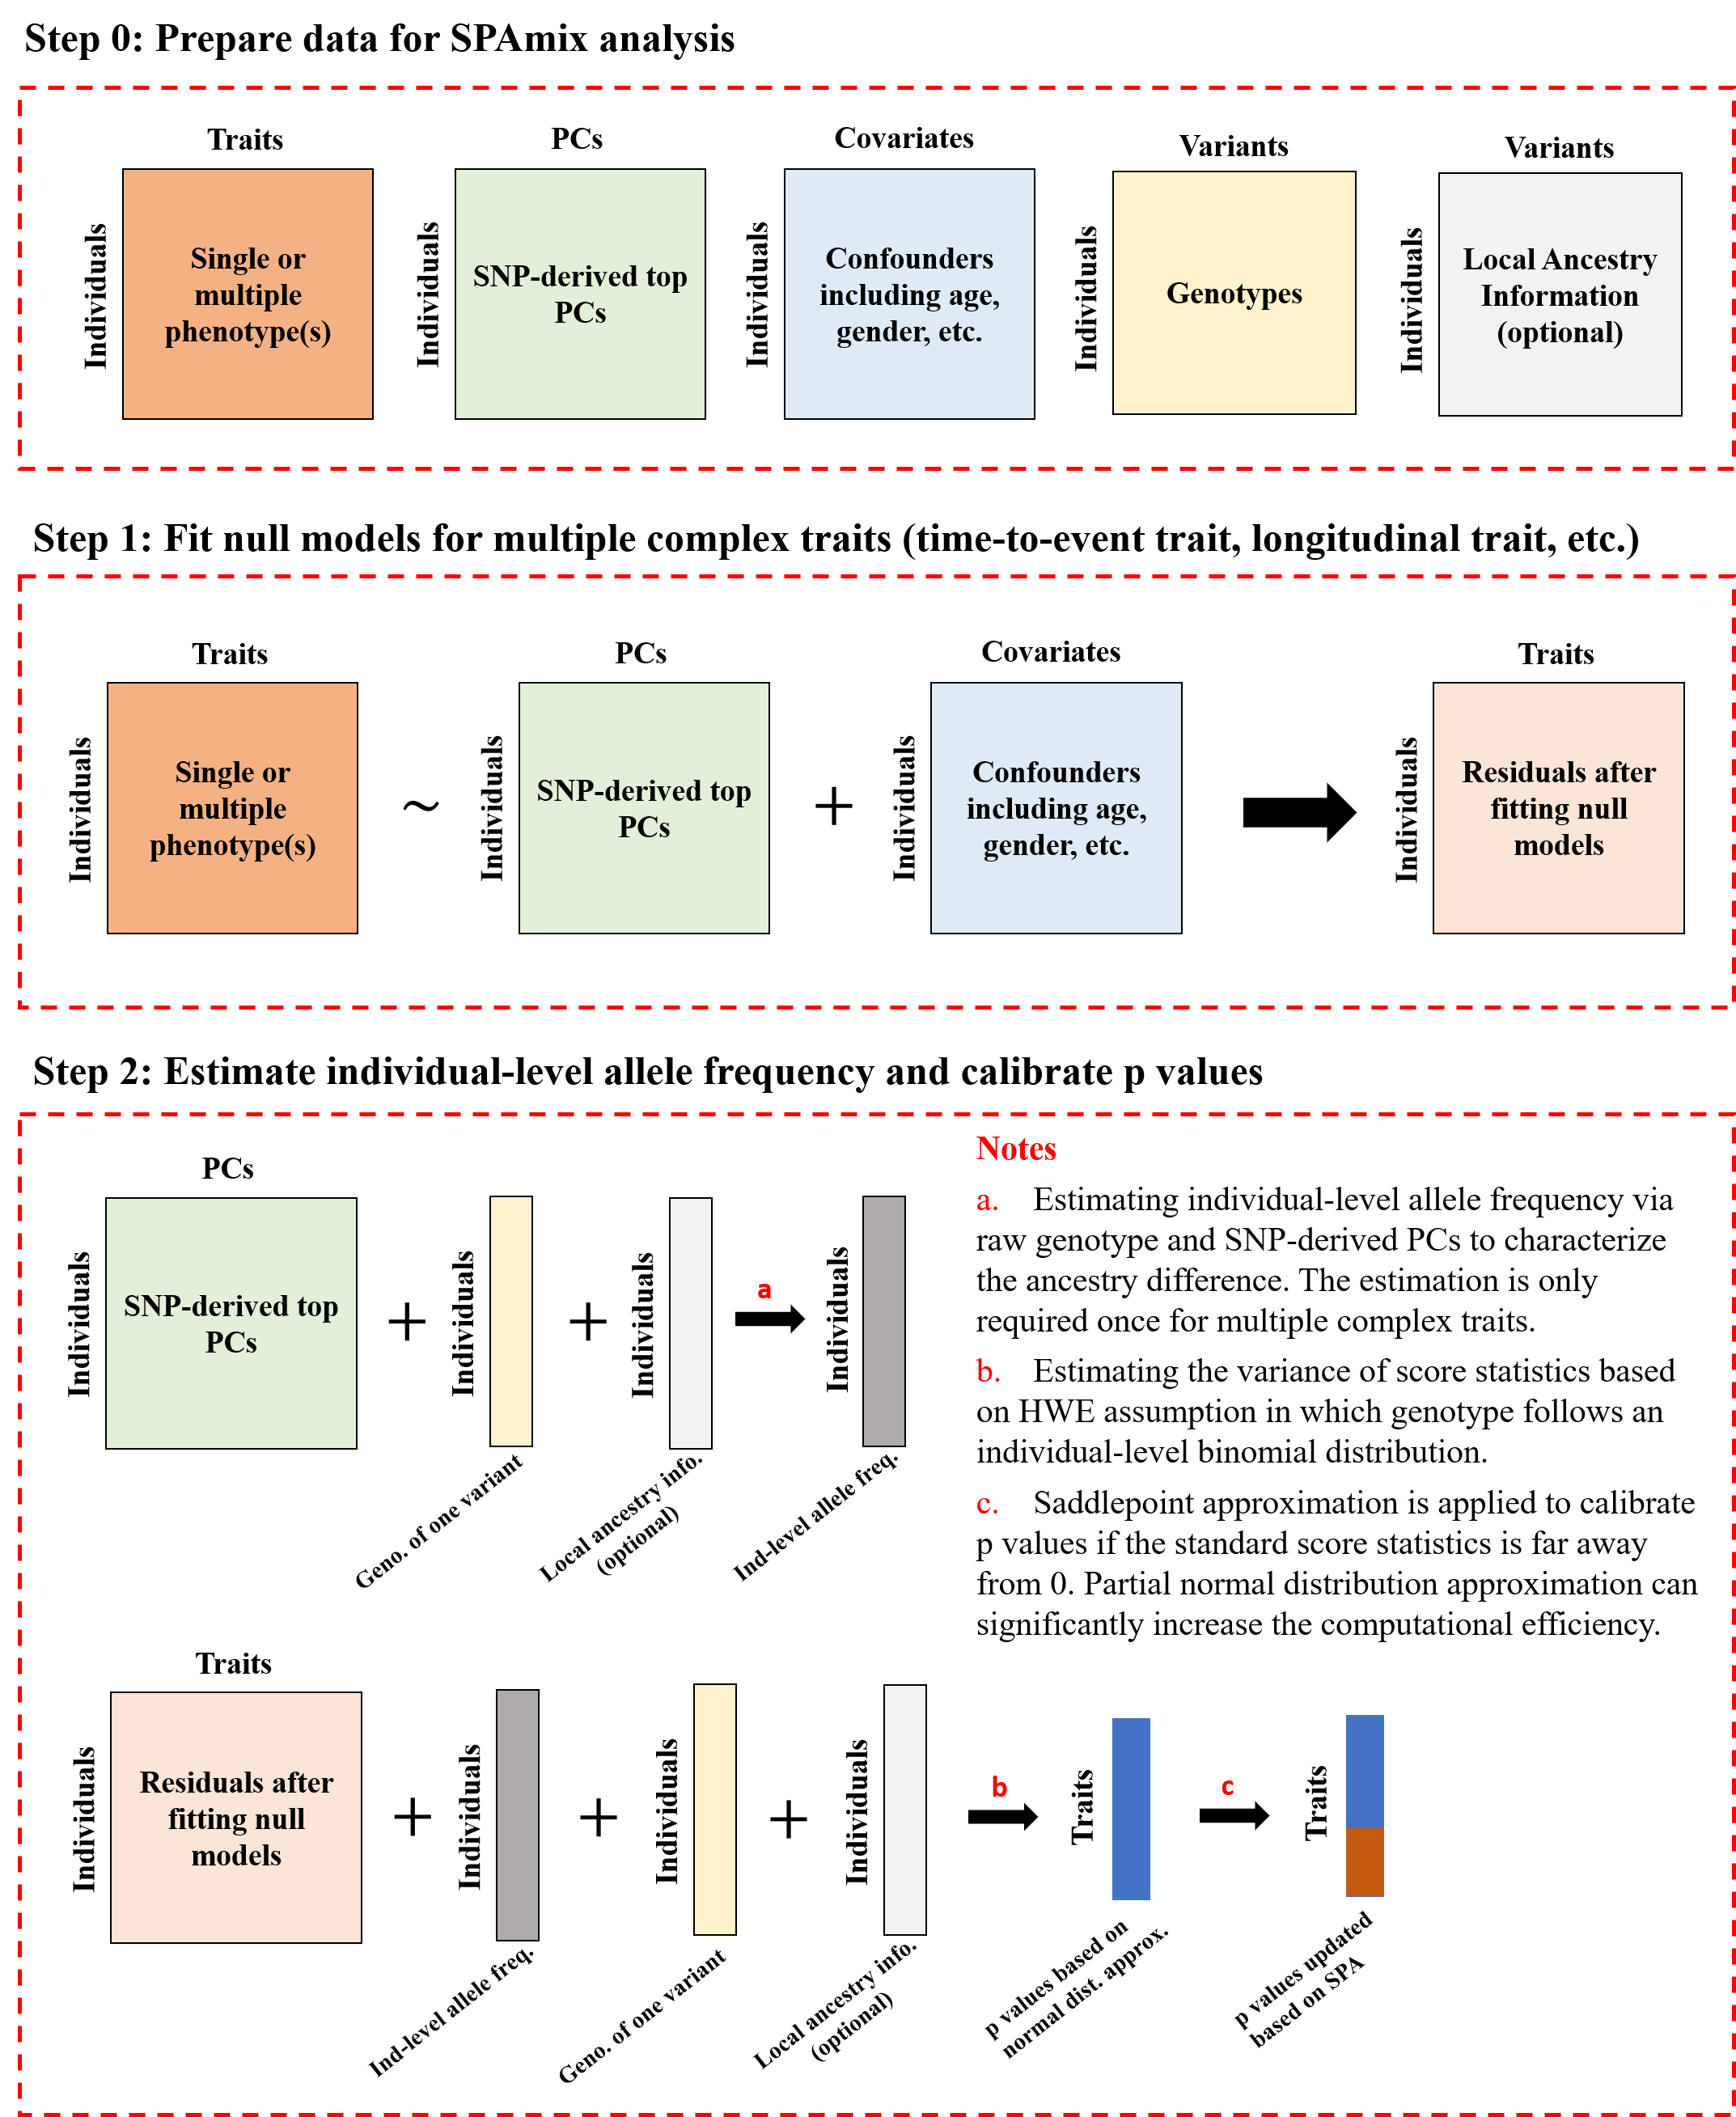 Step 0: Prepare data for SPAmix analysis
Traits
PCs
Covariates
Variants
Variants
Individuals
Single or
multiple
phenotype(s)
Individuals
SNP-derived top
PCs
Individuals
Confounders
including age,
gender, etc.
Individuals
Genotypes
Individuals
Local Ancestry
Information
(optional)
Step 1: Fit null models for multiple complex traits (time-to-event trait, longitudinal trait, etc.)
Traits
PCs
Covariates
Traits
Individuals
Single or
multiple
phenotype(s)
~
Individuals
SNP-derived top
PCs
+
Individuals
Confounders
including age,
gender, etc.
Individuals
Residuals after
fitting null
models
Step 2: Estimate individual-level allele frequency and calibrate p values
PCs
Individuals
SNP-derived top
PCs
+
Individuals
Geno. of one variant
+
Individuals
Local ancestry info.
(optional)
a
Individuals
Ind-level allele freq.
Notes
a. Estimating individual-level allele frequency via
raw genotype and SNP-derived PCs to characterize
the ancestry difference. The estimation is only
required once for multiple complex traits.
b. Estimating the variance of score statistics based
on HWE assumption in which genotype follows an
individual-level binomial distribution.
c. Saddlepoint approximation is applied to calibrate
p values if the standard score statistics is far away
from 0. Partial normal distribution approximation can
significantly increase the computational efficiency.
Traits
Individuals
Residuals after
fitting null
models
+
Individuals
Ind-level allele freq.
+
Individuals
Geno. of one variant
+
Individuals
Local ancestry info.
(optional)
b
Traits
p values based on
normal dist. approx.
c
Traits
p values updated
based on SPA